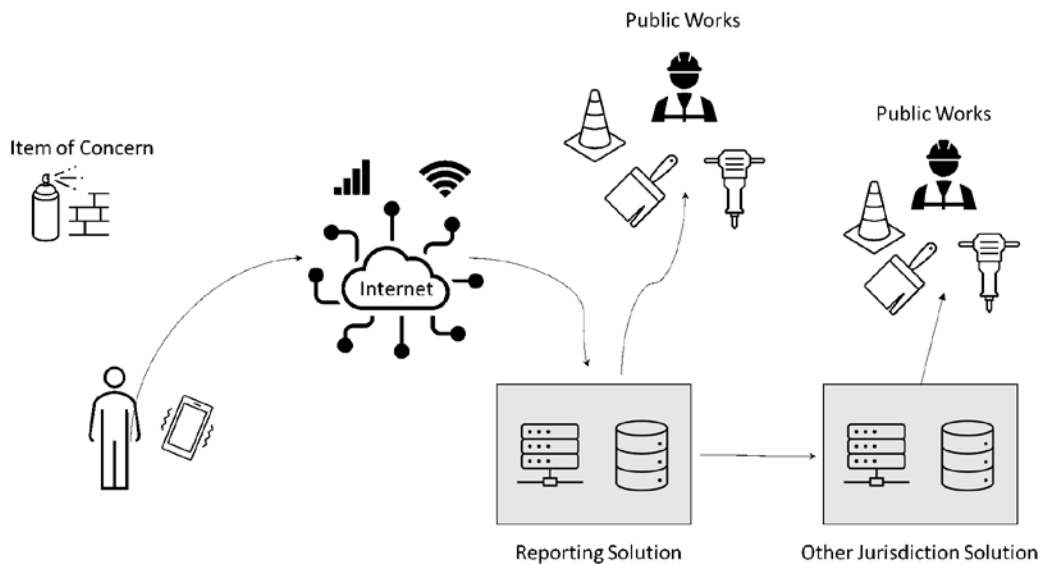 Public Works
Public Works
Item of Concern
Internet
Reporting Solution
Other Jurisdiction Solution